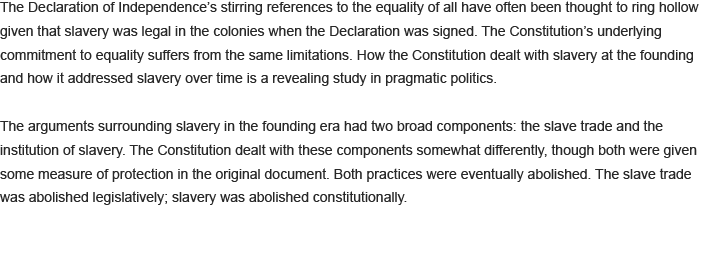 The Declaration of Independence’s stirring references to the equality of all have often been thought to ring hollow
given that slavery was legal in the colonies when the Declaration was signed. The Constitution’s underlying
commitment to equality suffers from the same limitations. How the Constitution dealt with slavery at the founding
and how it addressed slavery over time is a revealing study in pragmatic politics.
The arguments surrounding slavery in the founding era had two broad components: the slave trade and the
institution of slavery. The Constitution dealt with these components somewhat differently, though both were given
some measure of protection in the original document. Both practices were eventually abolished. The slave trade
was abolished legislatively; slavery was abolished constitutionally.